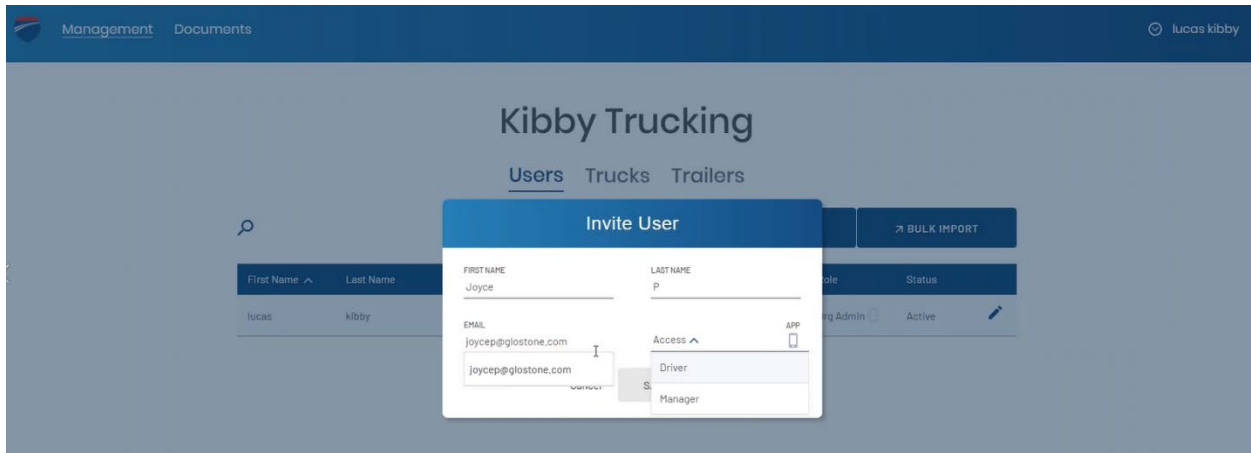 Management Documents lucas kibby
Kibby Trucking
Users Trucks Trailers
Invite User
BULK IMPORT
First Name Last Name Status
FIRST NAME LAST NAME
Joyce P
lucas kibby Admin Active
EMAIL APP
joycep@glostone.com Access
joycep@glostone.com Driver
Cancel
Manager